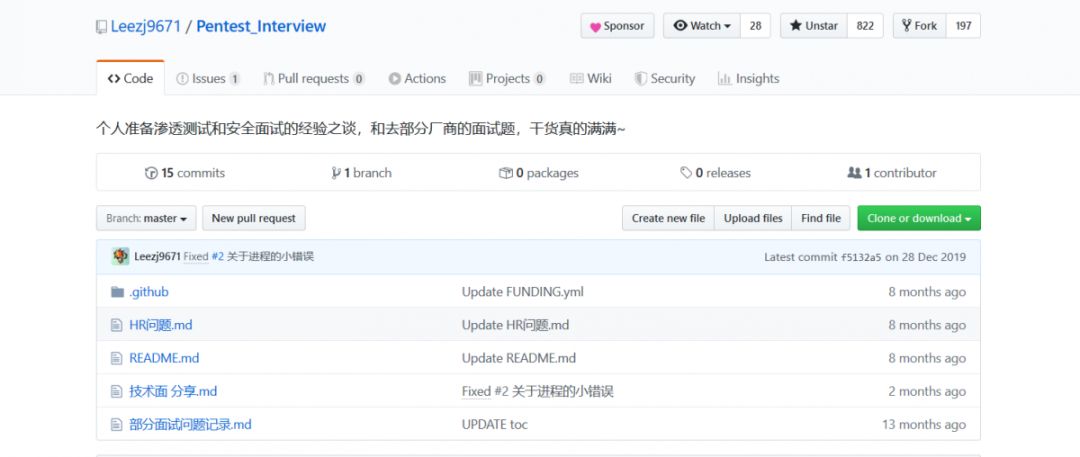 Leezj9671 / Pentest_Interview Sponsor Watch 28 Unstar 822 Fork 197
Code Issues 1 Pull requests 0 Actions Projects 0 Wiki Security Insights
个人准备渗透测试和安全面试的经验之谈，和去部分厂商的面试题，干货真的满满~
15 commits 1 branch 0 packages 0 releases 1 contributor
Branch: master New pull request Create new file Upload files Find file Clone or download
Leezj9671 Fixed #2 关于进程的小错误 Latest commit f5132a5 on 28 Dec 2019
.github Update FUNDING.yml 8 months ago
HR问题.md Update HR问题.md 8 months ago
README.md Update README.md 8 months ago
技术面 分享.md Fixed #2 关于进程的小错误 2 months ago
部分面试问题记录.md UPDATE toc 13 months ago